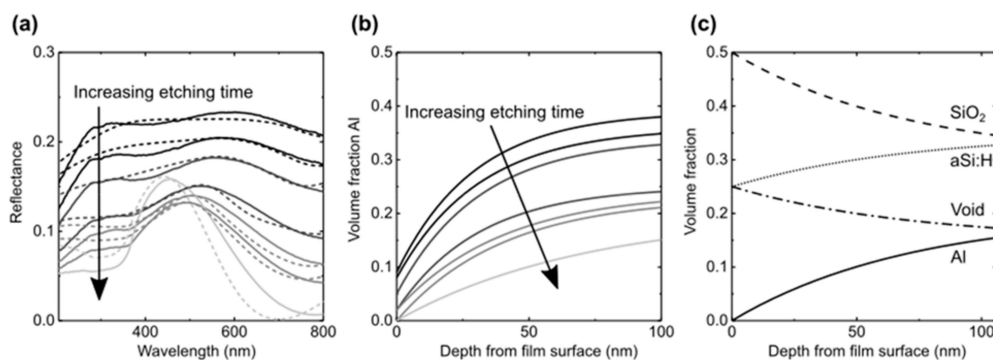 (a)
(b)
(c)
0.3
0.2
0.1
0.0
Reflectance
Increasing etching time
400
600
800
Wavelength (nm)
0.5
0.4
0.3
0.2
0.1
0.0
Volume fraction Al
Increasing etching time
0
50
100
Depth from film surface (nm)
0.5
0.4
0.3
0.2
0.1
0.0
Volume fraction
SiO₂
aSi:H
Void
Al
0
50
100
Depth from film surface (nm)